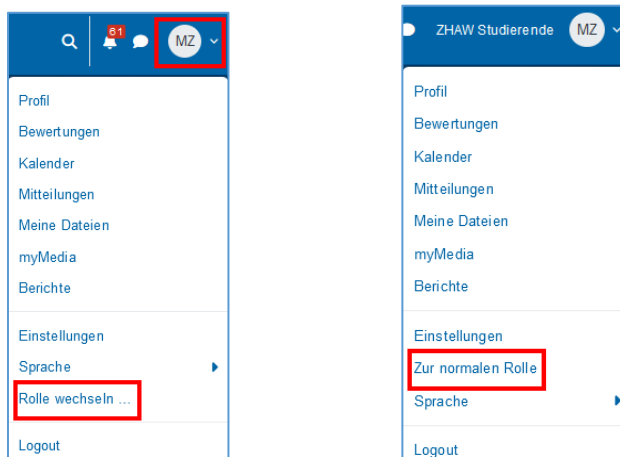 61
MZ
Profil
Bewertungen
Kalender
Mitteilungen
Meine Dateien
myMedia
Berichte
Einstellungen
Sprache
Rolle wechseln ...
Logout
ZHAW Studierende MZ
Profil
Bewertungen
Kalender
Mitteilungen
Meine Dateien
myMedia
Berichte
Einstellungen
Zur normalen Rolle
Sprache
Logout